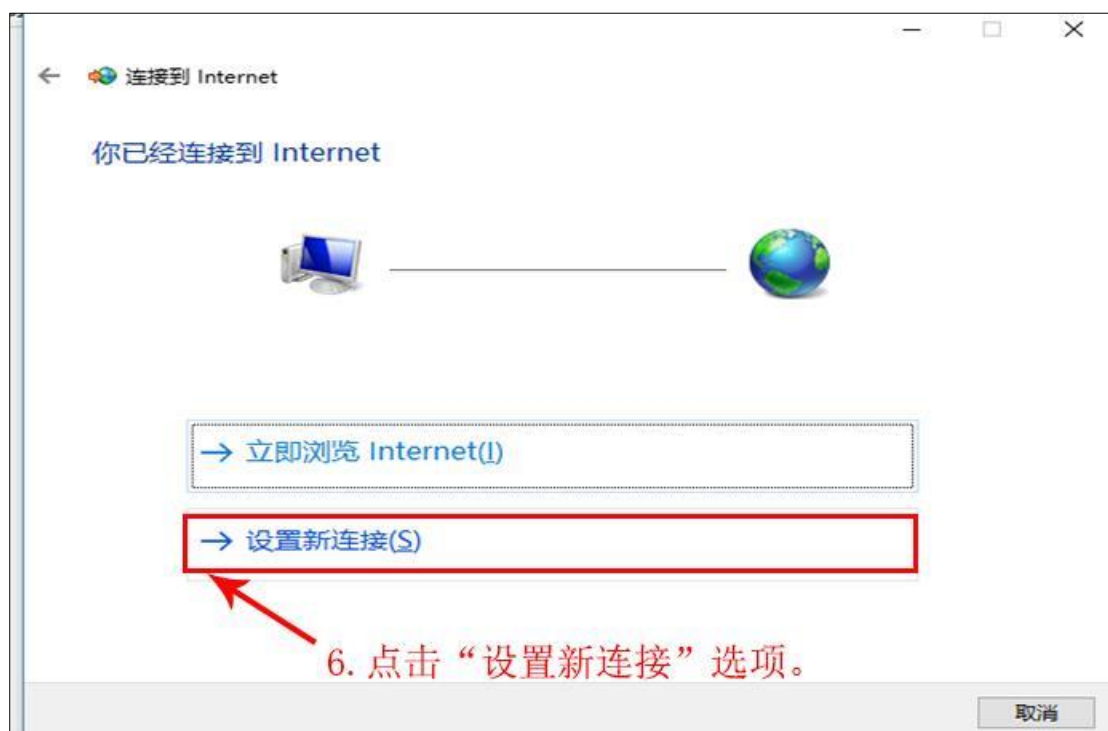 连接到 Internet
你已经连接到 Internet
立即浏览 Internet(I)
设置新连接(S)
6.点击“设置新连接”选项。
取消